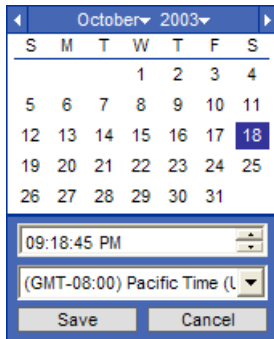 October 2003
S M T W T F S
1 2 3 4
5 6 7 8 9 10 11
12 13 14 15 16 17 18
19 20 21 22 23 24 25
26 27 28 29 30 31
09:18:45 PM
(GMT-08:00) Pacific Time (U
Save Cancel